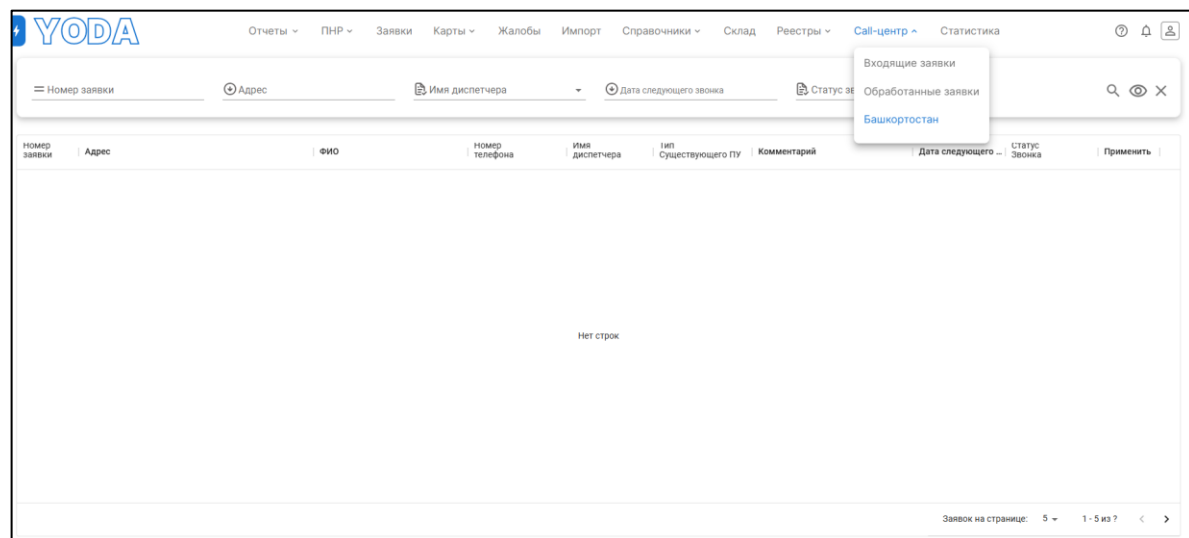 YODA
Отчеты ПНР Заявки Карты Жалобы Импорт Справочники Склад Реестры Call-центр Статистика
Входящие заявки
Обработанные заявки
Башкортостан
Номер заявки Адрес Имя диспетчера Дата следующего звонка Статус
Номер заявки Адрес ФИО Номер телефона Имя диспетчера Тип Существующего ПУ Комментарий Дата следующего ... Статус Звонка Применить
Нет строк
Заявок на странице: 5 1 - 5 из ?